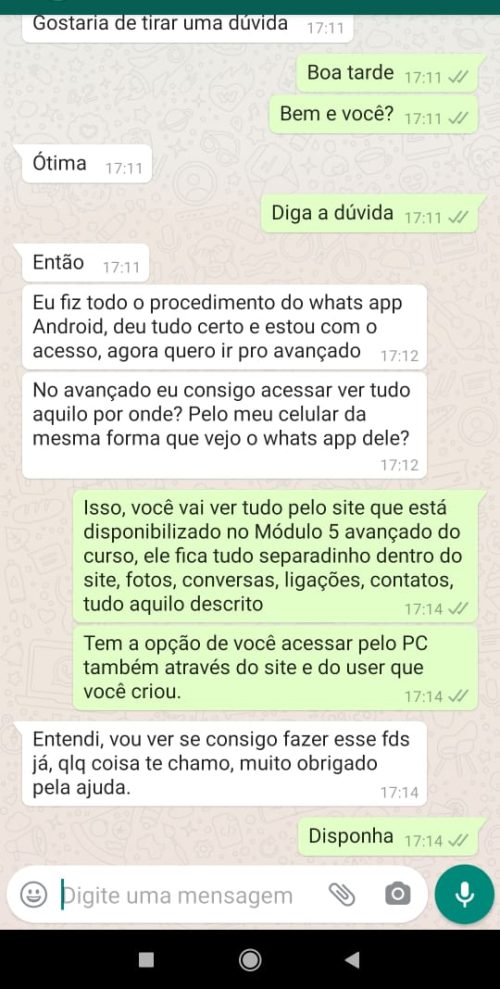 Gostaria de tirar uma dúvida 17:11
Boa tarde 17:11
Bem e você? 17:11
Ótima 17:11
Diga a dúvida 17:11
Então 17:11
Eu fiz todo o procedimento do whats app
Android, deu tudo certo e estou com o
acesso, agora quero ir pro avançado 17:12
No avançado eu consigo acessar ver tudo
aquilo por onde? Pelo meu celular da
mesma forma que vejo o whats app dele?
17:12
Isso, você vai ver tudo pelo site que está
disponibilizado no Módulo 5 avançado do
curso, ele fica tudo separadinho dentro do
site, fotos, conversas, ligações, contatos,
tudo aquilo descrito 17:14
Tem a opção de você acessar pelo PC
também através do site e do user que
você criou. 17:14
Entendi, vou ver se consigo fazer esse fds
já, qlq coisa te chamo, muito obrigado
pela ajuda. 17:14
Disponha 17:14
Digite uma mensagem